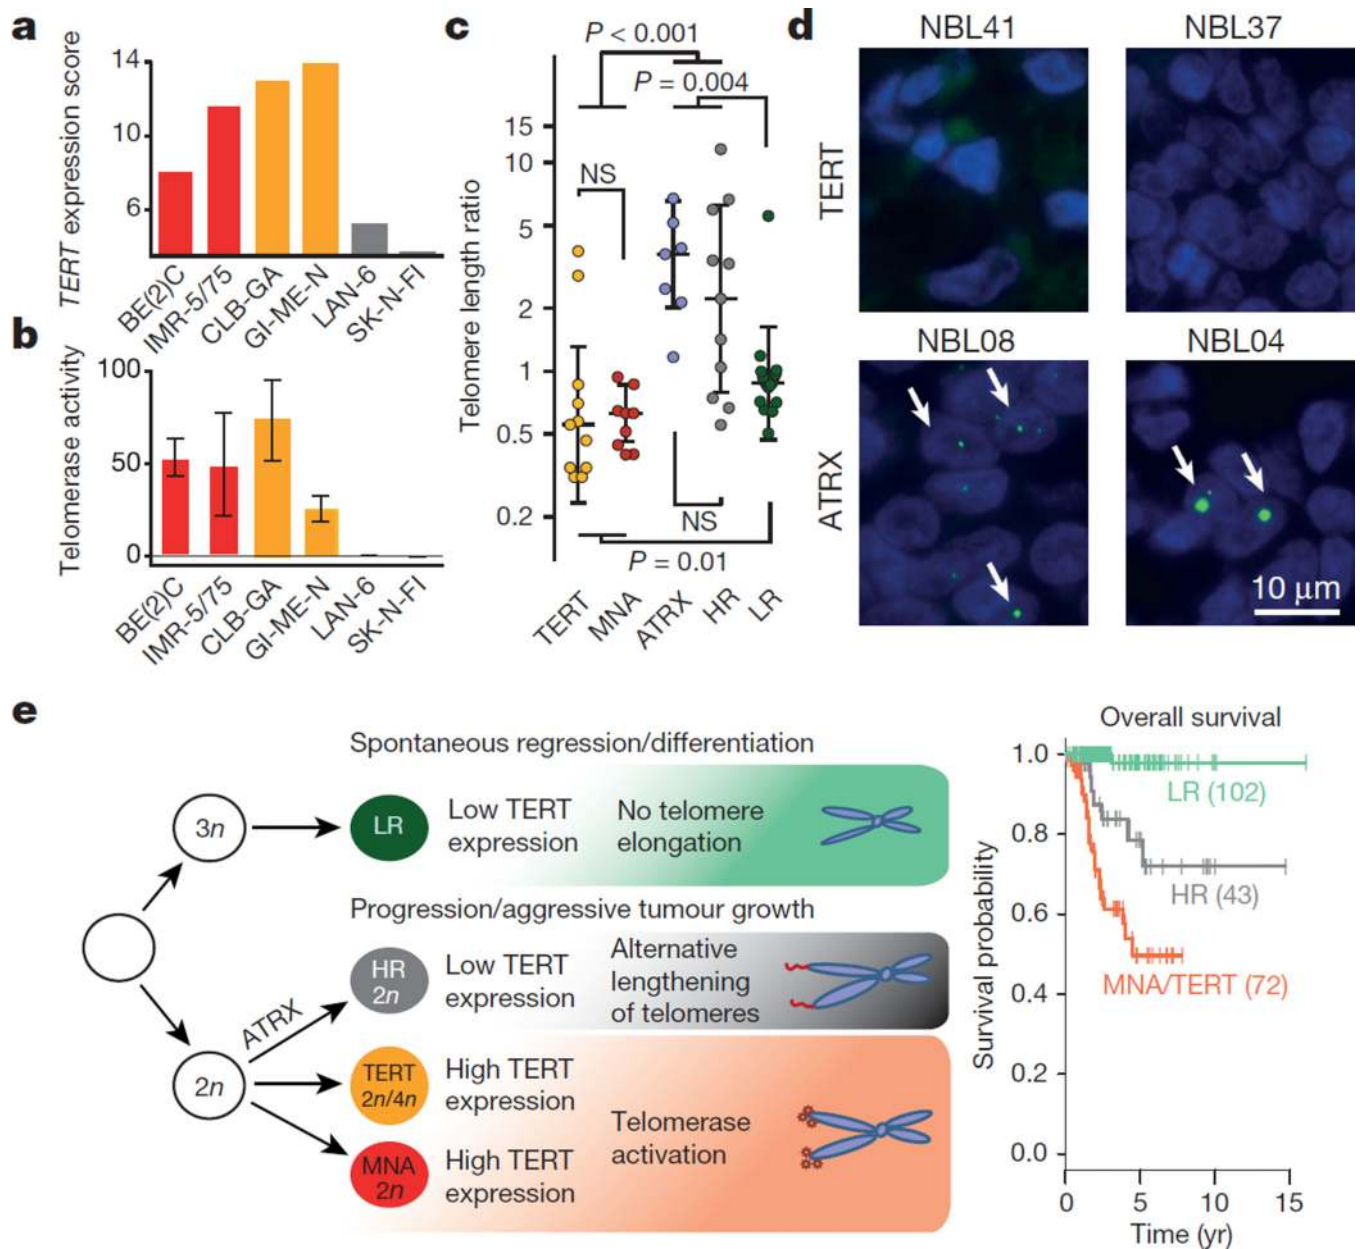 a
TERT expression score
14
10
6
BE(2)C
IMR-5/75
CLB-GA
GI-ME-N
LAN-6
SK-N-FI
b
Telomerase activity
100
50
0
BE(2)C
IMR-5/75
CLB-GA
GI-ME-N
LAN-6
SK-N-FI
c
P < 0.001
P = 0.004
Telomere length ratio
15
10
5
2
1
0.5
0.2
NS
NS
P = 0.01
TERT
MNA
ATRX
HR
LR
d
NBL41
NBL37
TERT
NBL08
NBL04
ATRX
10 μm
e
Spontaneous regression/differentiation
3n
LR
Low TERT
expression
No telomere
elongation
Progression/aggressive tumour growth
HR
2n
Low TERT
expression
Alternative
lengthening
of telomeres
ATRX
2n
TERT
2n/4n
High TERT
expression
Telomerase
activation
MNA
2n
High TERT
expression
Overall survival
Survival probability
1.0
0.8
0.6
0.4
0.2
0.0
LR (102)
HR (43)
MNA/TERT (72)
0
5
10
15
Time (yr)